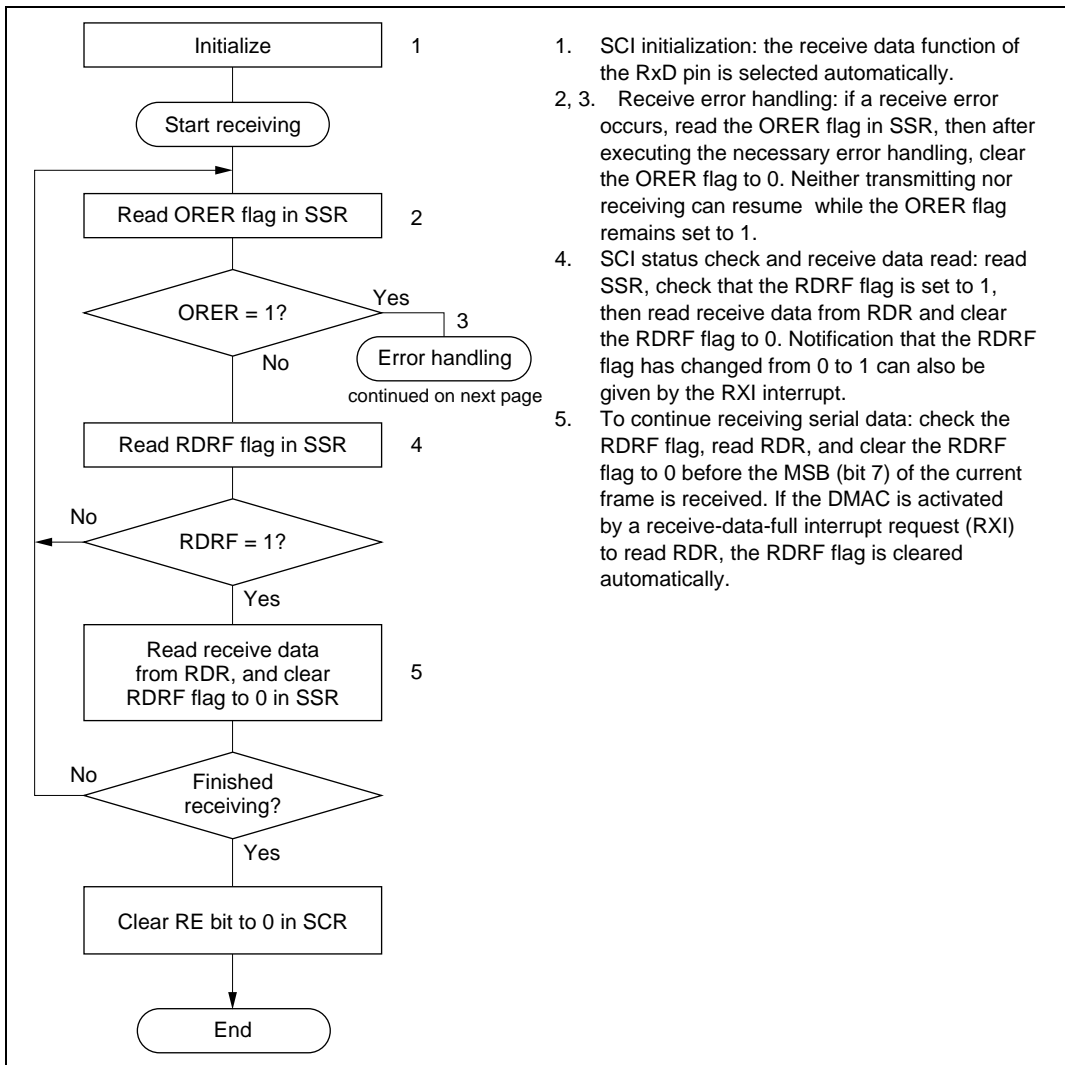 Initialize
1
Start receiving
Read ORER flag in SSR
2
ORER = 1?
Yes
3
No
Error handling
continued on next page
Read RDRF flag in SSR
4
No
RDRF = 1?
Yes
Read receive data
from RDR, and clear
RDRF flag to 0 in SSR
5
No
Finished
receiving?
Yes
Clear RE bit to 0 in SCR
End
1. SCI initialization: the receive data function of
the RxD pin is selected automatically.
2, 3. Receive error handling: if a receive error
occurs, read the ORER flag in SSR, then after
executing the necessary error handling, clear
the ORER flag to 0. Neither transmitting nor
receiving can resume while the ORER flag
remains set to 1.
4. SCI status check and receive data read: read
SSR, check that the RDRF flag is set to 1,
then read receive data from RDR and clear
the RDRF flag to 0. Notification that the RDRF
flag has changed from 0 to 1 can also be
given by the RXI interrupt.
5. To continue receiving serial data: check the
RDRF flag, read RDR, and clear the RDRF
flag to 0 before the MSB (bit 7) of the current
frame is received. If the DMAC is activated
by a receive-data-full interrupt request (RXI)
to read RDR, the RDRF flag is cleared
automatically.